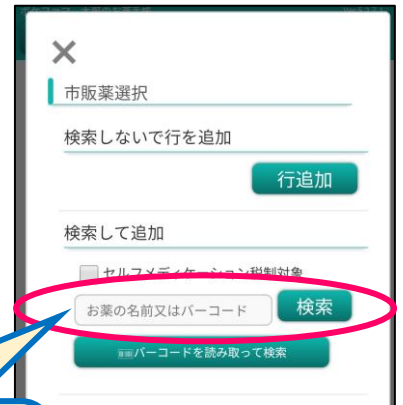 市販薬選択
検索しないで行を追加
行追加
検索して追加
セルフメディケーション税制対象
お薬の名前又はバーコード
検索
バーコードを読み取って検索